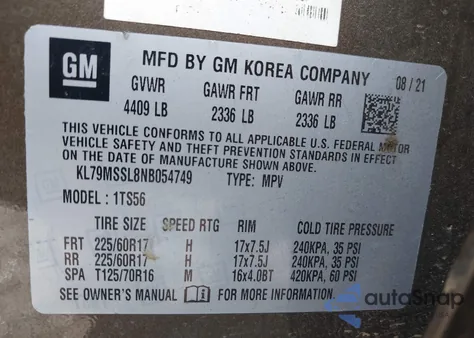 GM
MFD BY GM KOREA COMPANY
08 / 21
GVWR GAWR FRT GAWR RR
4409 LB 2336 LB 2336 LB
THIS VEHICLE CONFORMS TO ALL APPLICABLE U.S. FEDERAL MOTOR
VEHICLE SAFETY AND THEFT PREVENTION STANDARDS IN EFFECT
ON THE DATE OF MANUFACTURE SHOWN ABOVE.
KL79MSSL8NB054749 TYPE: MPV
MODEL : 1TS56
TIRE SIZE SPEED RTG RIM COLD TIRE PRESSURE
FRT 225/60R17 H 17x7.5J 240KPA, 35 PSI
RR 225/60R17 H 17x7.5J 240KPA, 35 PSI
SPA T125/70R16 M 16x4.0BT 420KPA, 60 PSI
SEE OWNER'S MANUAL FOR MORE INFORMATION.
autoSnap